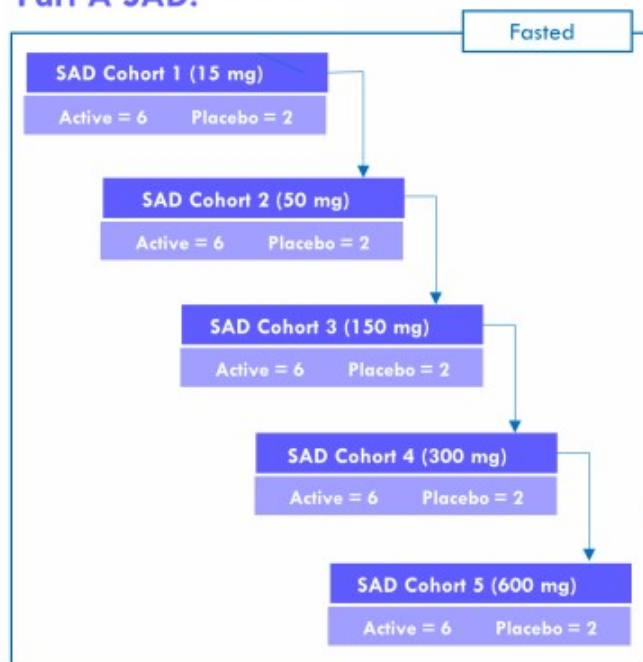 Part A SAD:
Fasted
SAD Cohort 1 (15 mg)
Active = 6 Placebo = 2
SAD Cohort 2 (50 mg)
Active = 6 Placebo = 2
SAD Cohort 3 (150 mg)
Active = 6 Placebo = 2
SAD Cohort 4 (300 mg)
Active = 6 Placebo = 2
SAD Cohort 5 (600 mg)
Active = 6 Placebo = 2